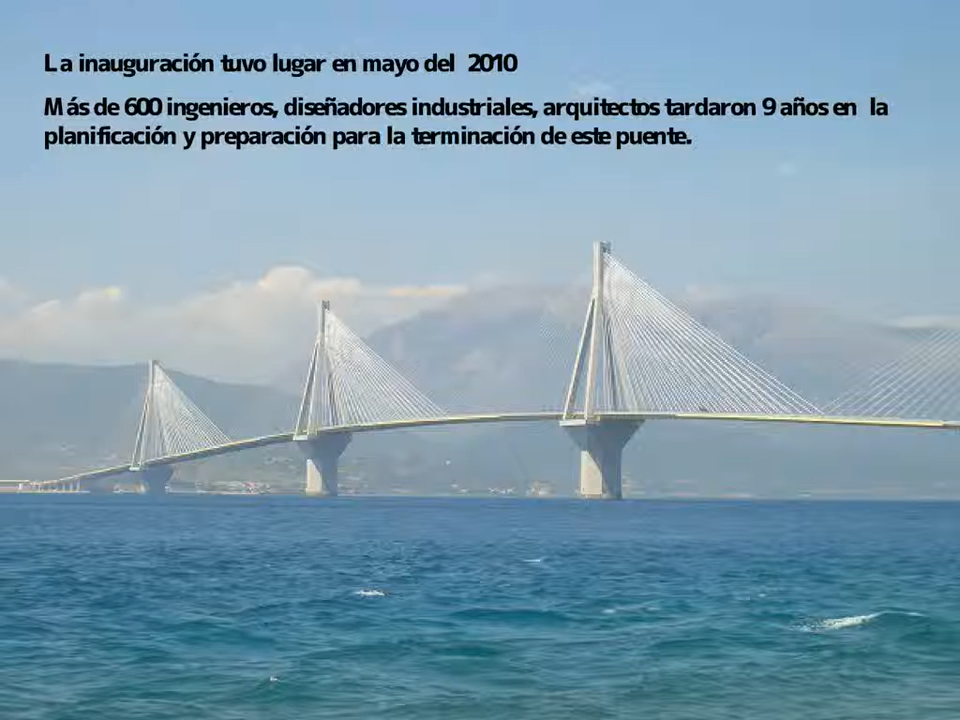 La inauguración tuvo lugar en mayo del 2010
Más de 600 ingenieros, diseñadores industriales, arquitectos tardaron 9 años en la
planificación y preparación para la terminación de este puente.